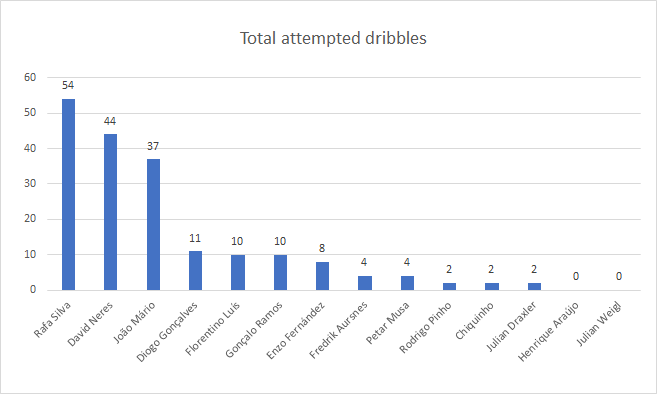 Total attempted dribbles
60
50
40
30
20
10
0
54
44
37
11
10
10
8
4
4
2
2
2
0
0
Rafa Silva
David Neres
João Mário
Diogo Gonçalves
Florentino Luís
Gonçalo Ramos
Enzo Fernández
Fredrik Aursnes
Petar Musa
Rodrigo Pinho
Chiquinho
Julian Draxler
Henrique Araújo
Julian Weigl